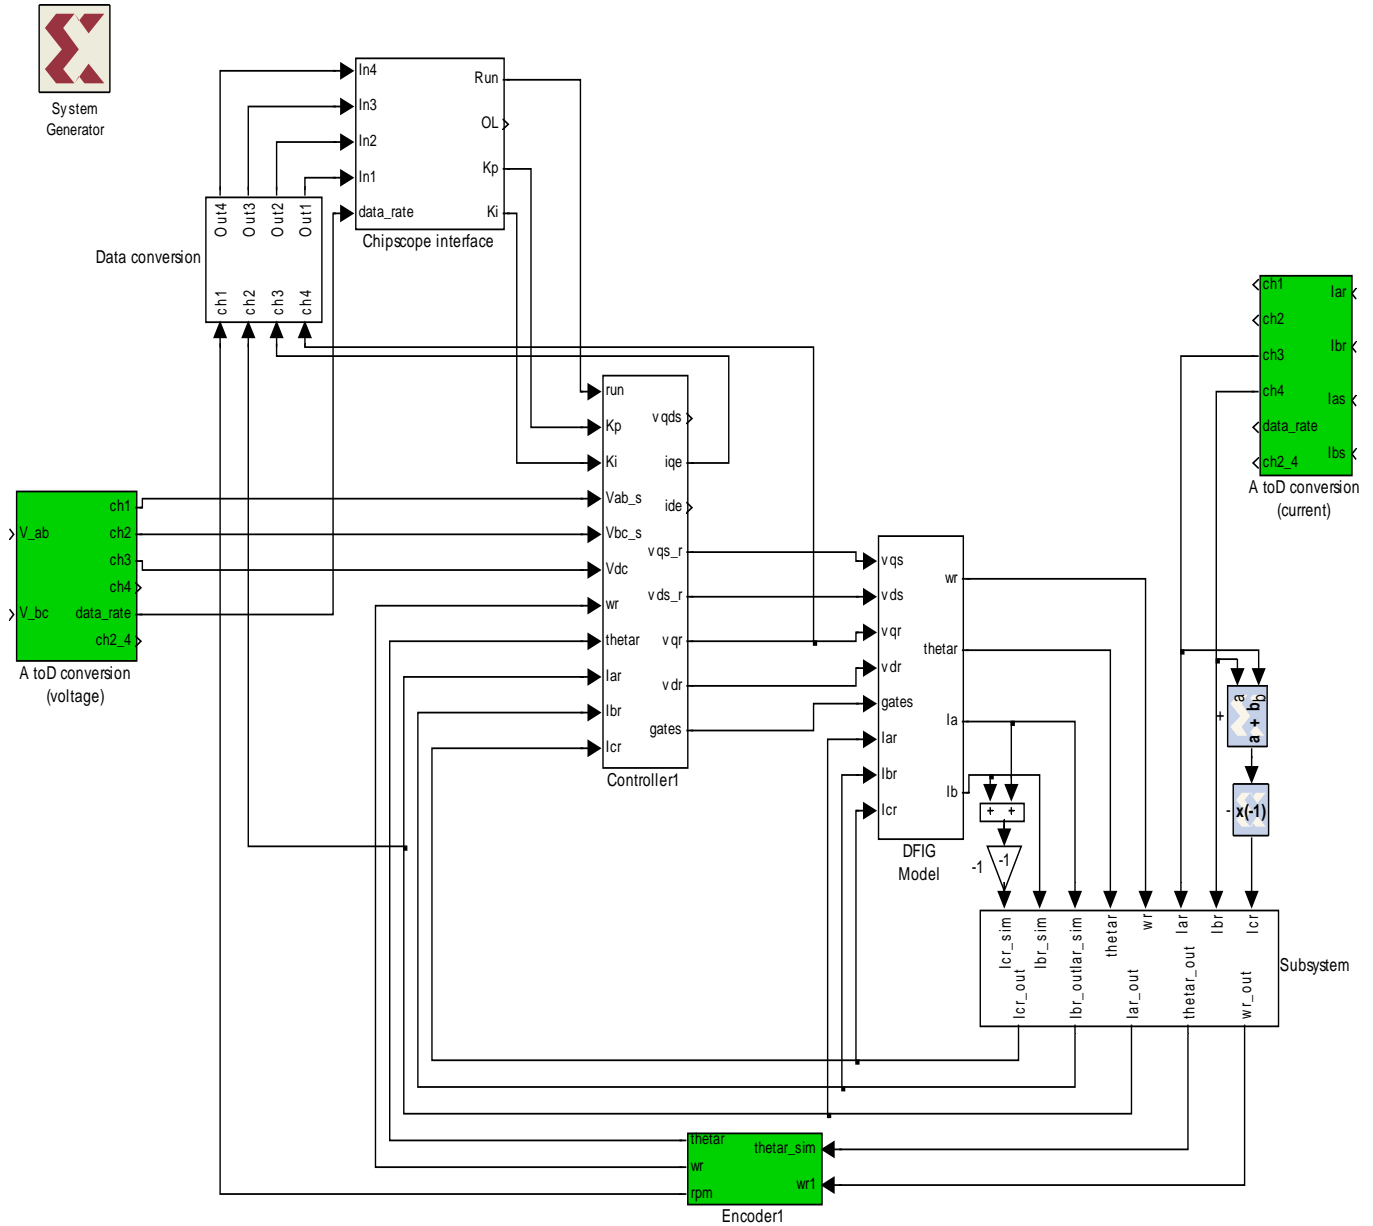 System
Generator
In4
In3
In2
In1
data_rate
Run
OL
Kp
Ki
Chipscope interface
Out4
Out3
Out2
Out1
ch1
ch2
ch3
ch4
Data conversion
ch1
ch2
ch3
ch4
data_rate
ch2_4
Iar
Ibr
Ias
Ibs
A toD conversion
(current)
run
Kp
Ki
Vab_s
Vbc_s
Vdc
wr
thetar
Iar
Ibr
Icr
vqds
iqe
ide
vqs_r
vds_r
vqr
vdr
gates
Controller1
V_ab
V_bc
ch1
ch2
ch3
ch4
data_rate
ch2_4
A toD conversion
(voltage)
vqs
vds
vqr
vdr
gates
Iar
Ibr
Icr
wr
thetar
Ia
Ib
DFIG
Model
a
b
a + b
+
x(-1)
-
+ +
-1
-1
Icr_sim
Ibr_sim
Iar_sim
thetar
wr
Iar
Ibr
Icr
Icr_out
Ibr_out
Iar_out
thetar_out
wr_out
Subsystem
thetar
wr
rpm
thetar_sim
wr1
Encoder1